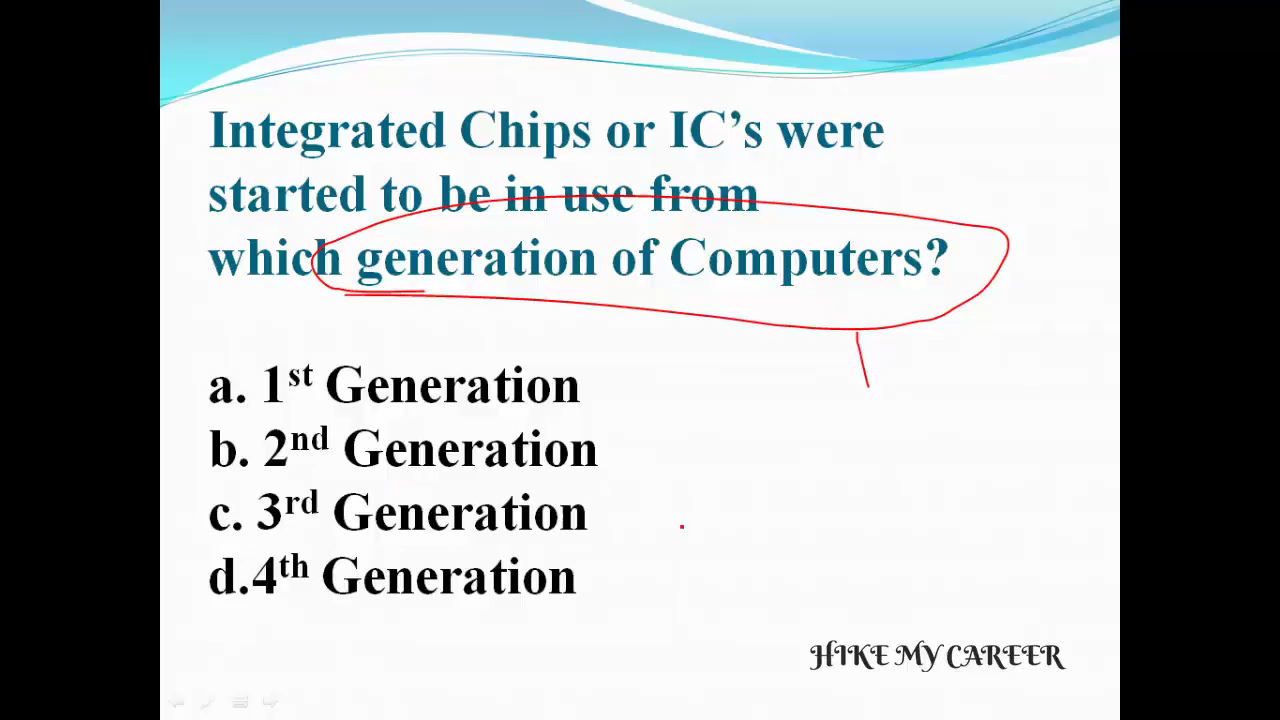 Integrated Chips or IC’s were
started to be in use from
which generation of Computers?
a. 1st Generation
b. 2nd Generation
c. 3rd Generation
d.4th Generation
HIKE MY CAREER